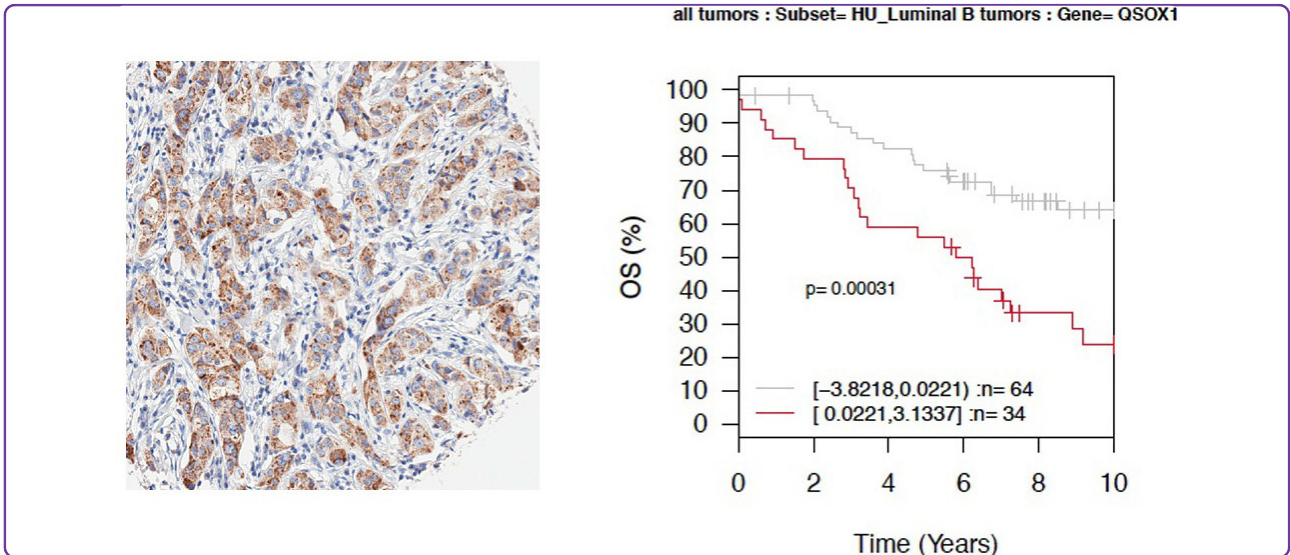 all tumors : Subset= HU_Luminal B tumors : Gene= QSOX1
100
90
80
70
60
50
40
30
20
10
0
OS (%)
p= 0.00031
[−3.8218,0.0221) :n= 64
[ 0.0221,3.1337] :n= 34
0 2 4 6 8 10
Time (Years)